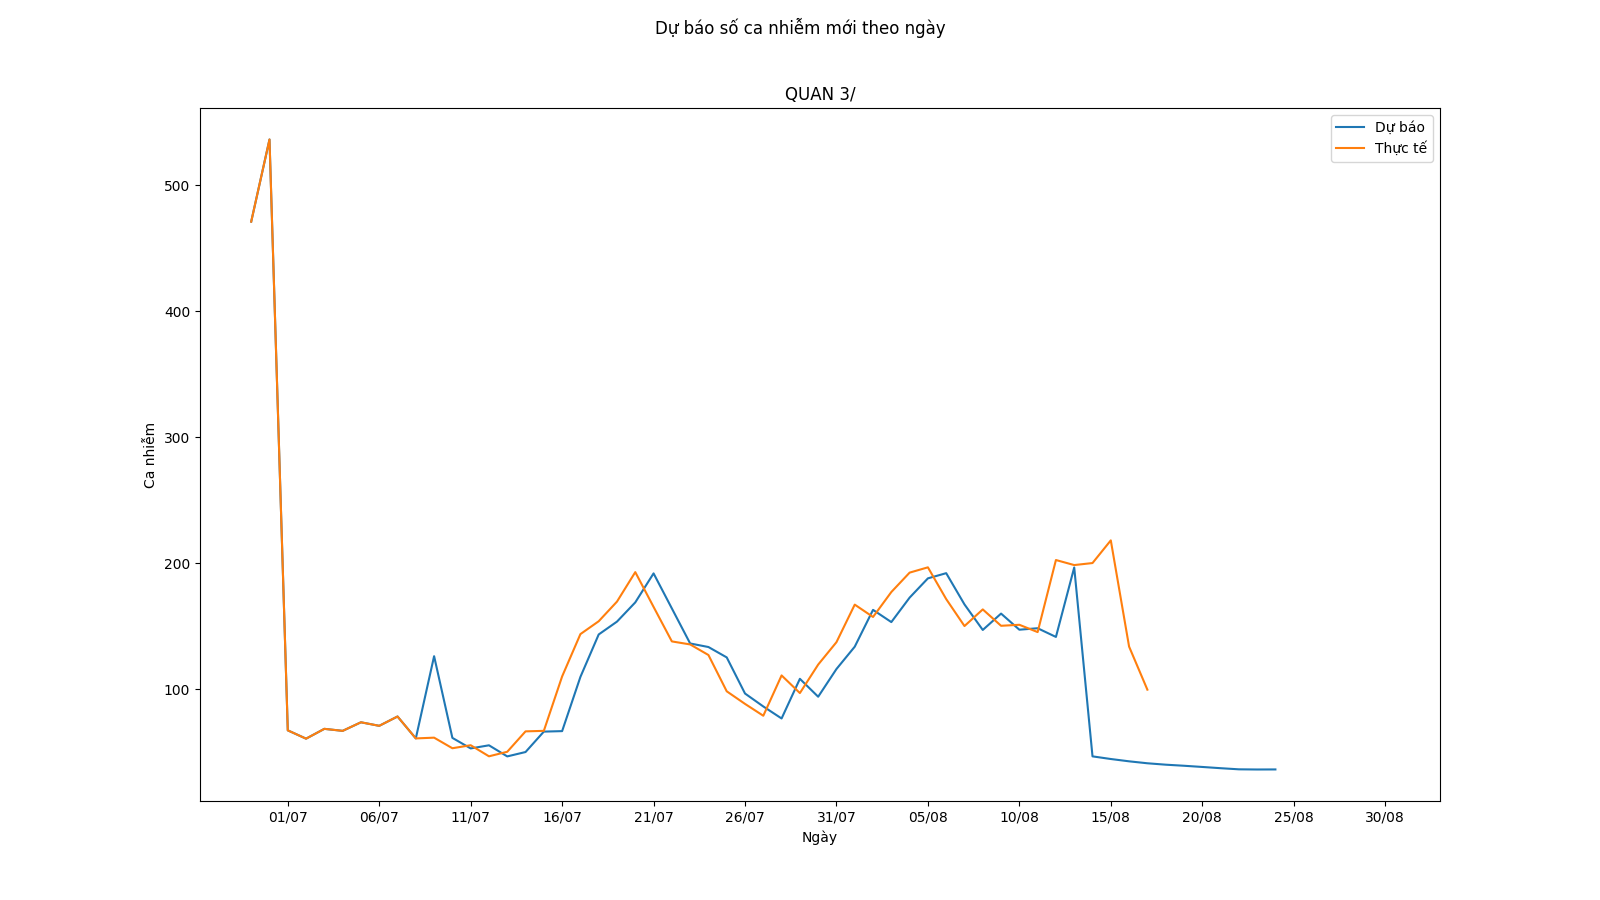 Dự báo số ca nhiễm mới theo ngày
QUAN 3/
Dự báo
Thực tế
500
400
300
200
100
Ca nhiễm
01/07 06/07 11/07 16/07 21/07 26/07 31/07 05/08 10/08 15/08 20/08 25/08 30/08
Ngày